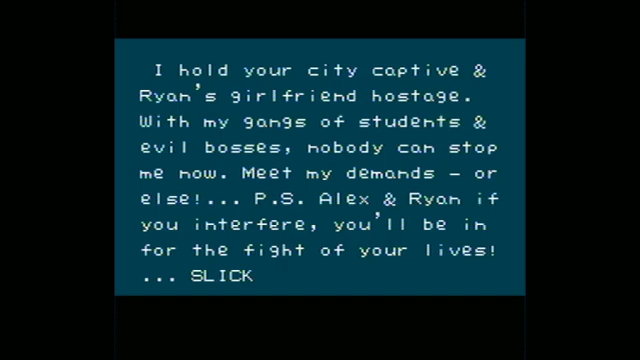 I hold your city captive &
Ryan's girlfriend hostage.
With my gangs of students &
evil bosses, nobody can stop
me now. Meet my demands - or
else!... P.S. Alex & Ryan if
you interfere, you'll be in
for the fight of your lives!
... SLICK